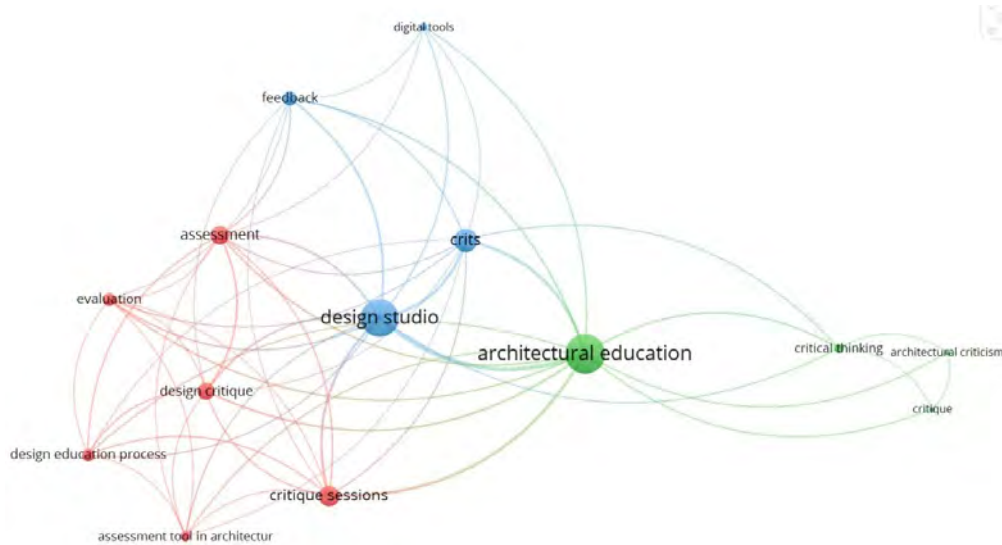 digital tools
feedback
assessment
crits
evaluation
design studio
architectural education
critical thinking
architectural criticism
design critique
critique
design education process
critique sessions
assessment tool in architectur